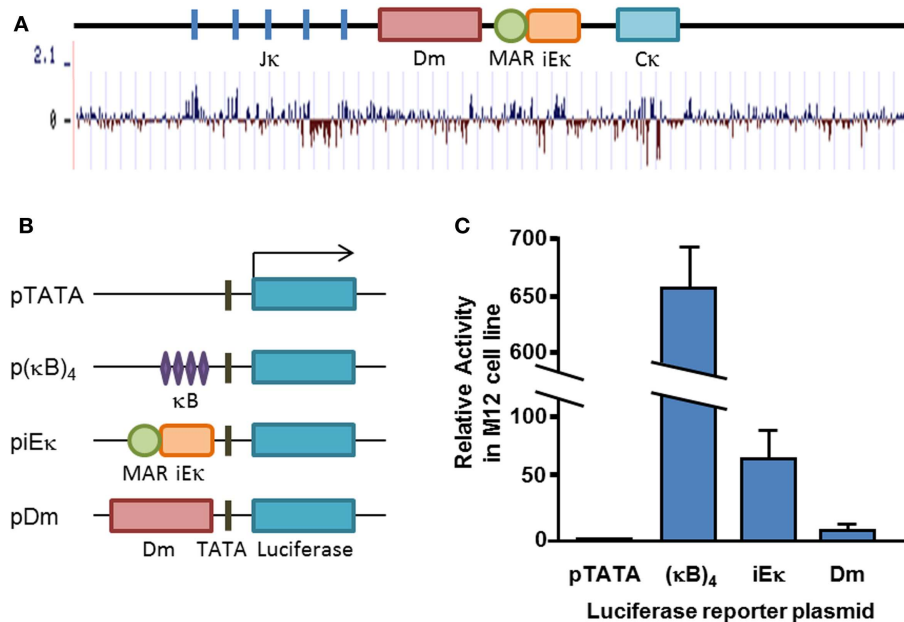 A
Jκ
Dm
MAR iEκ
Cκ
2.1
0
B
pTATA
p(κB)4
κB
piEκ
MAR iEκ
pDm
Dm
TATA
Luciferase
C
Relative Activity
in M12 cell line
700
650
600
100
50
0
pTATA
(κB)4
iEκ
Dm
Luciferase reporter plasmid